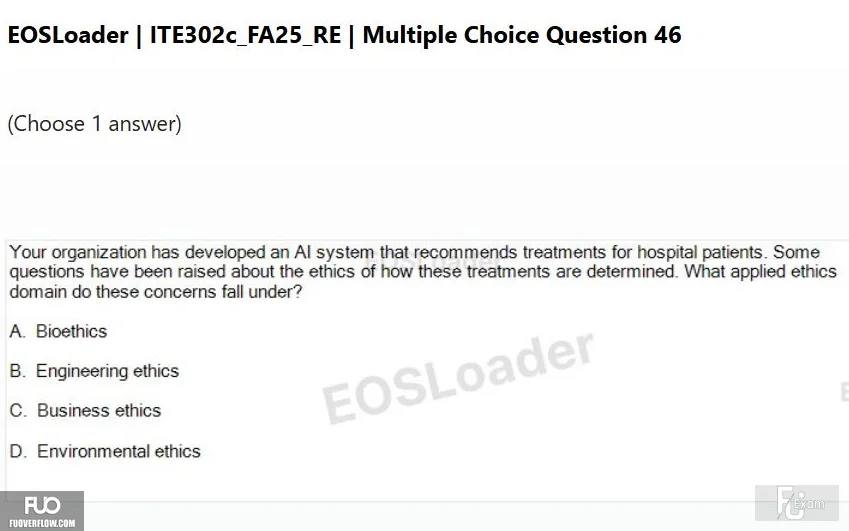 EOSLoader | ITE302c_FA25_RE | Multiple Choice Question 46
(Choose 1 answer)
Your organization has developed an AI system that recommends treatments for hospital patients. Some
questions have been raised about the ethics of how these treatments are determined. What applied ethics
domain do these concerns fall under?
A. Bioethics
B. Engineering ethics
C. Business ethics
D. Environmental ethics
EOSLoader
EOSLoader
FUO
FUOVERFLOW.COM
Exam